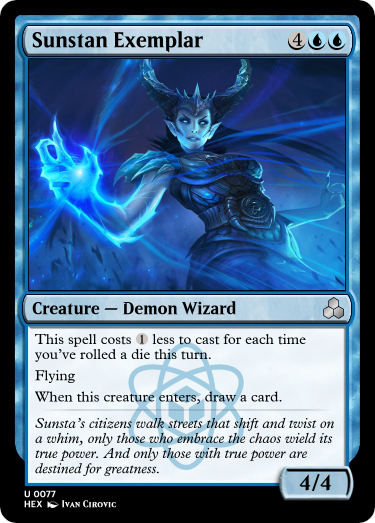 Sunstan Exemplar 4
Creature — Demon Wizard
This spell costs 1 less to cast for each time
you've rolled a die this turn.
Flying
When this creature enters, draw a card.
Sunsta's citizens walk streets that shift and twist on
a whim, only those who embrace the chaos wield its
true power. And only those with true power are
destined for greatness.
4/4
U 0077
HEX Ivan Cirovic